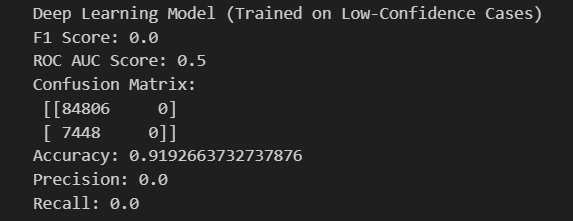 Deep Learning Model (Trained on Low-Confidence Cases)
F1 Score: 0.0
ROC AUC Score: 0.5
Confusion Matrix:
[[84806 0]
[ 7448 0]]
Accuracy: 0.9192663732737876
Precision: 0.0
Recall: 0.0